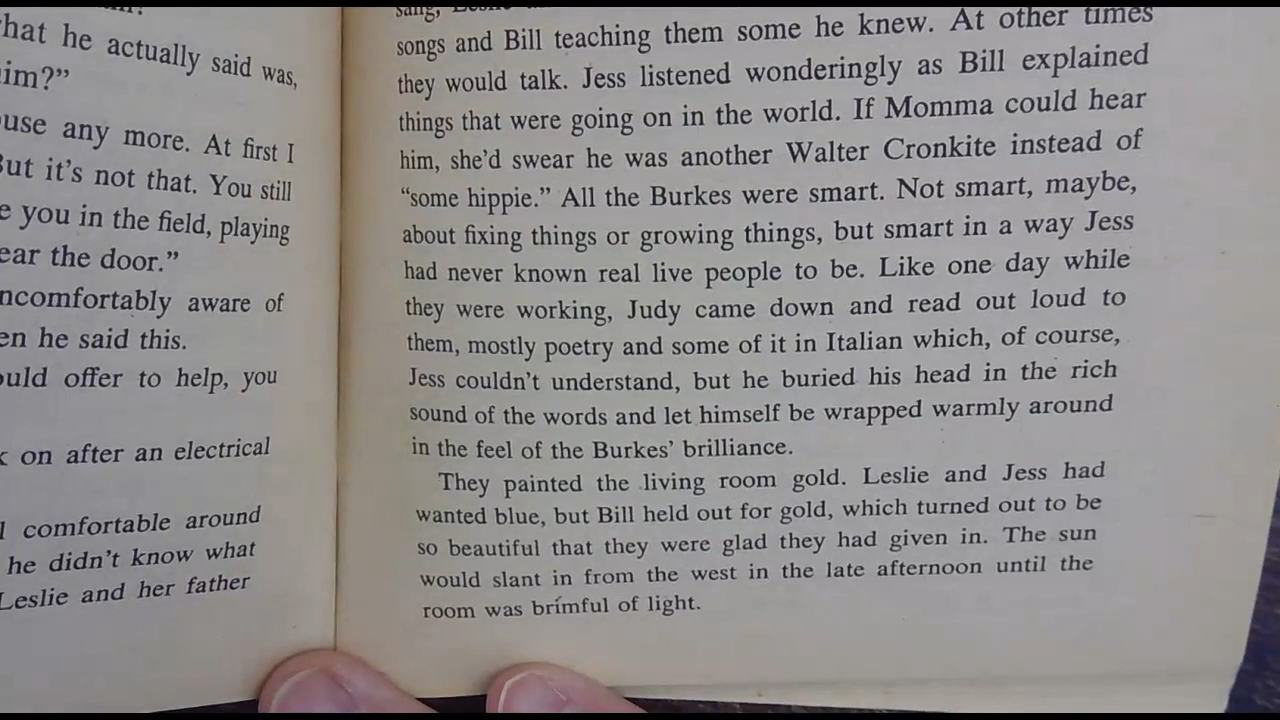 hat he actually said was,
im?”
use any more. At first I
But it’s not that. You still
e you in the field, playing
ear the door.”
ncomfortably aware of
en he said this.
ould offer to help, you
k on after an electrical
l comfortable around
he didn’t know what
Leslie and her father
sang, Leslie
songs and Bill teaching them some he knew. At other times
they would talk. Jess listened wonderingly as Bill explained
things that were going on in the world. If Momma could hear
him, she’d swear he was another Walter Cronkite instead of
“some hippie.” All the Burkes were smart. Not smart, maybe,
about fixing things or growing things, but smart in a way Jess
had never known real live people to be. Like one day while
they were working, Judy came down and read out loud to
them, mostly poetry and some of it in Italian which, of course,
Jess couldn’t understand, but he buried his head in the rich
sound of the words and let himself be wrapped warmly around
in the feel of the Burkes’ brilliance.
They painted the living room gold. Leslie and Jess had
wanted blue, but Bill held out for gold, which turned out to be
so beautiful that they were glad they had given in. The sun
would slant in from the west in the late afternoon until the
room was brimful of light.